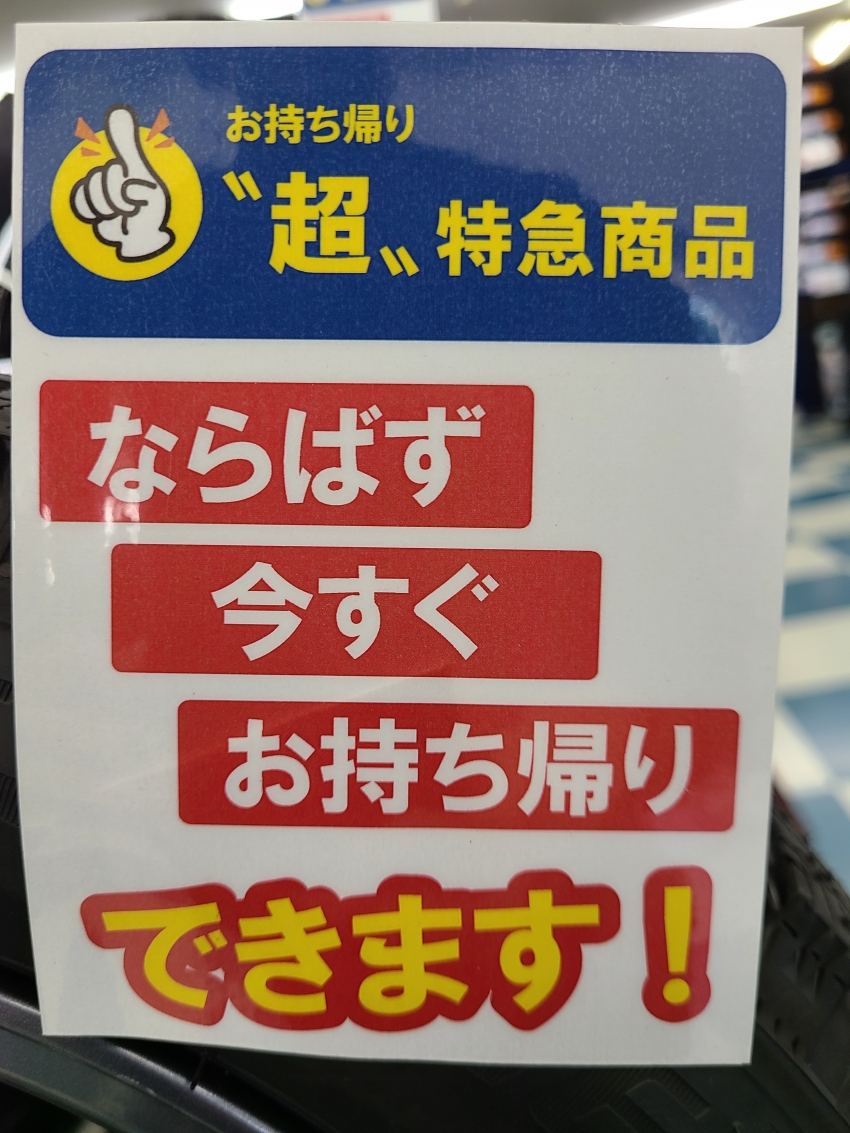 お持ち帰り
〝超〟特急商品
ならばず
今すぐ
お持ち帰り
できます！